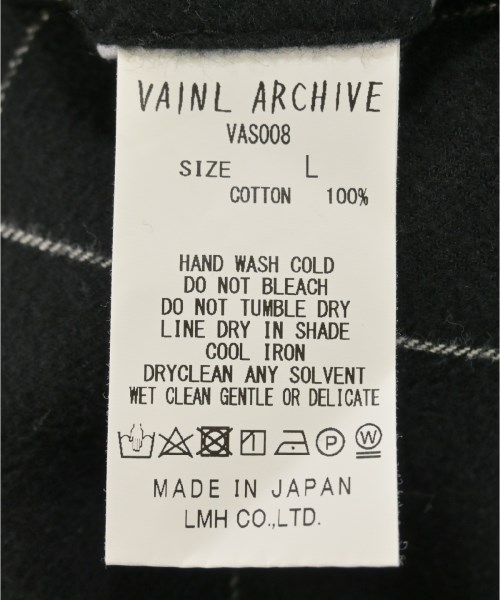 VAINL ARCHIVE
VAS008
SIZE L
COTTON 100%
HAND WASH COLD
DO NOT BLEACH
DO NOT TUMBLE DRY
LINE DRY IN SHADE
COOL IRON
DRYCLEAN ANY SOLVENT
WET CLEAN GENTLE OR DELICATE
P W
MADE IN JAPAN
LMH CO.,LTD.